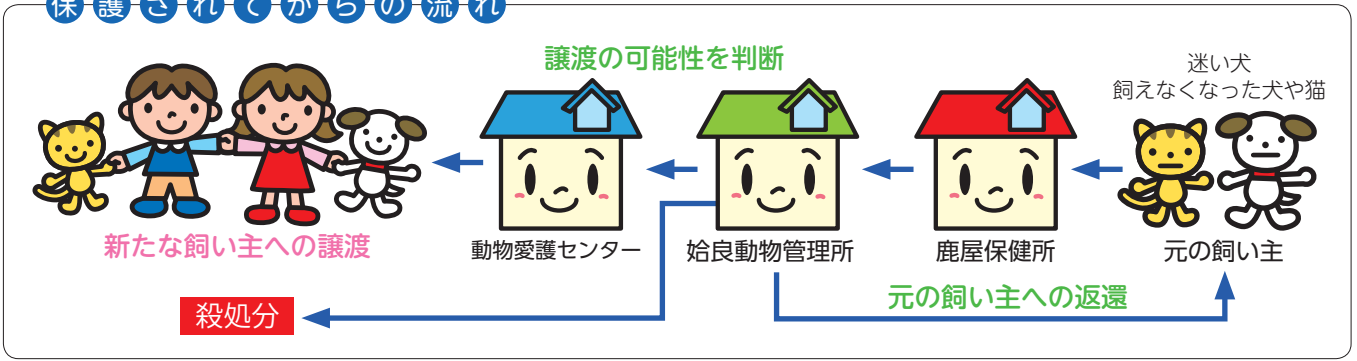 保護されてからの流れ
譲渡の可能性を判断
迷い犬
飼えなくなった犬や猫
新たな飼い主への譲渡
動物愛護センター
姶良動物管理所
鹿屋保健所
元の飼い主
元の飼い主への返還
殺処分